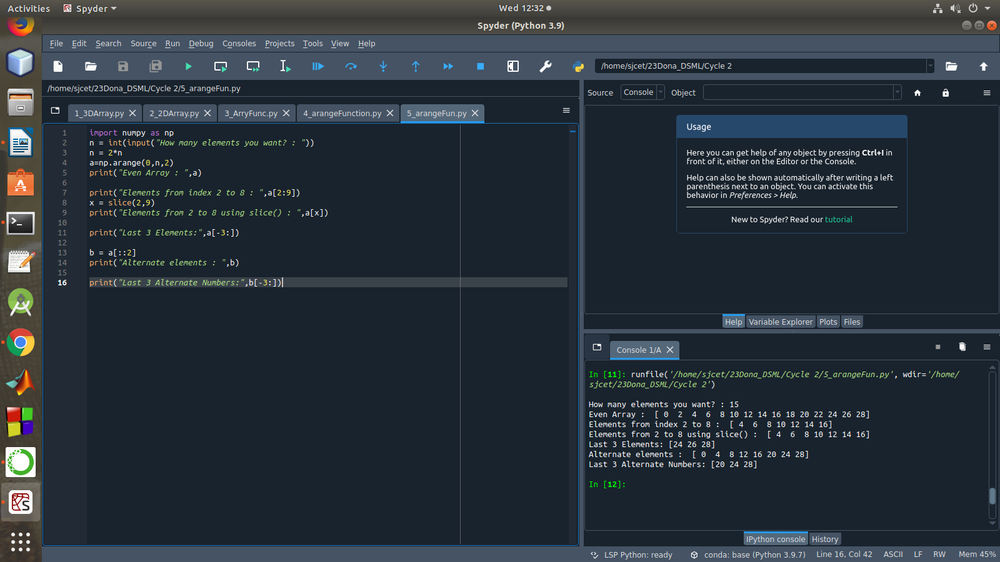 Activities Spyder Wed 12:32
Spyder (Python 3.9)
File Edit Search Source Run Debug Consoles Projects Tools View Help
/home/sjcet/23Dona_DSML/Cycle 2
/home/sjcet/23Dona_DSML/Cycle 2/5_arangeFun.py
1_3DArray.py 2_2DArray.py 3_ArryFunc.py 4_arangeFunction.py 5_arangeFun.py
1 import numpy as np
2 n = int(input("How many elements you want? : "))
3 n = 2*n
4 a=np.arange(0,n,2)
5 print("Even Array : ",a)
6
7 print("Elements from index 2 to 8 : ",a[2:9])
8 x = slice(2,9)
9 print("Elements from 2 to 8 using slice() : ",a[x])
10
11 print("Last 3 Elements:",a[-3:])
12
13 b = a[::2]
14 print("Alternate elements : ",b)
15
16 print("Last 3 Alternate Numbers:",b[-3:])
Source Console Object
Usage
Here you can get help of any object by pressing Ctrl+I in
front of it, either on the Editor or the Console.
Help can also be shown automatically after writing a left
parenthesis next to an object. You can activate this
behavior in Preferences > Help.
New to Spyder? Read our tutorial
Help Variable Explorer Plots Files
Console 1/A
In [11]: runfile('/home/sjcet/23Dona_DSML/Cycle 2/5_arangeFun.py', wdir='/home/
sjcet/23Dona_DSML/Cycle 2')
How many elements you want? : 15
Even Array :  [ 0  2  4  6  8 10 12 14 16 18 20 22 24 26 28]
Elements from index 2 to 8 :  [ 4  6  8 10 12 14 16]
Elements from 2 to 8 using slice() :  [ 4  6  8 10 12 14 16]
Last 3 Elements: [24 26 28]
Alternate elements :  [ 0  4  8 12 16 20 24 28]
Last 3 Alternate Numbers: [20 24 28]
In [12]:
IPython console History
LSP Python: ready conda: base (Python 3.9.7) Line 16, Col 42 ASCII LF RW Mem 45%